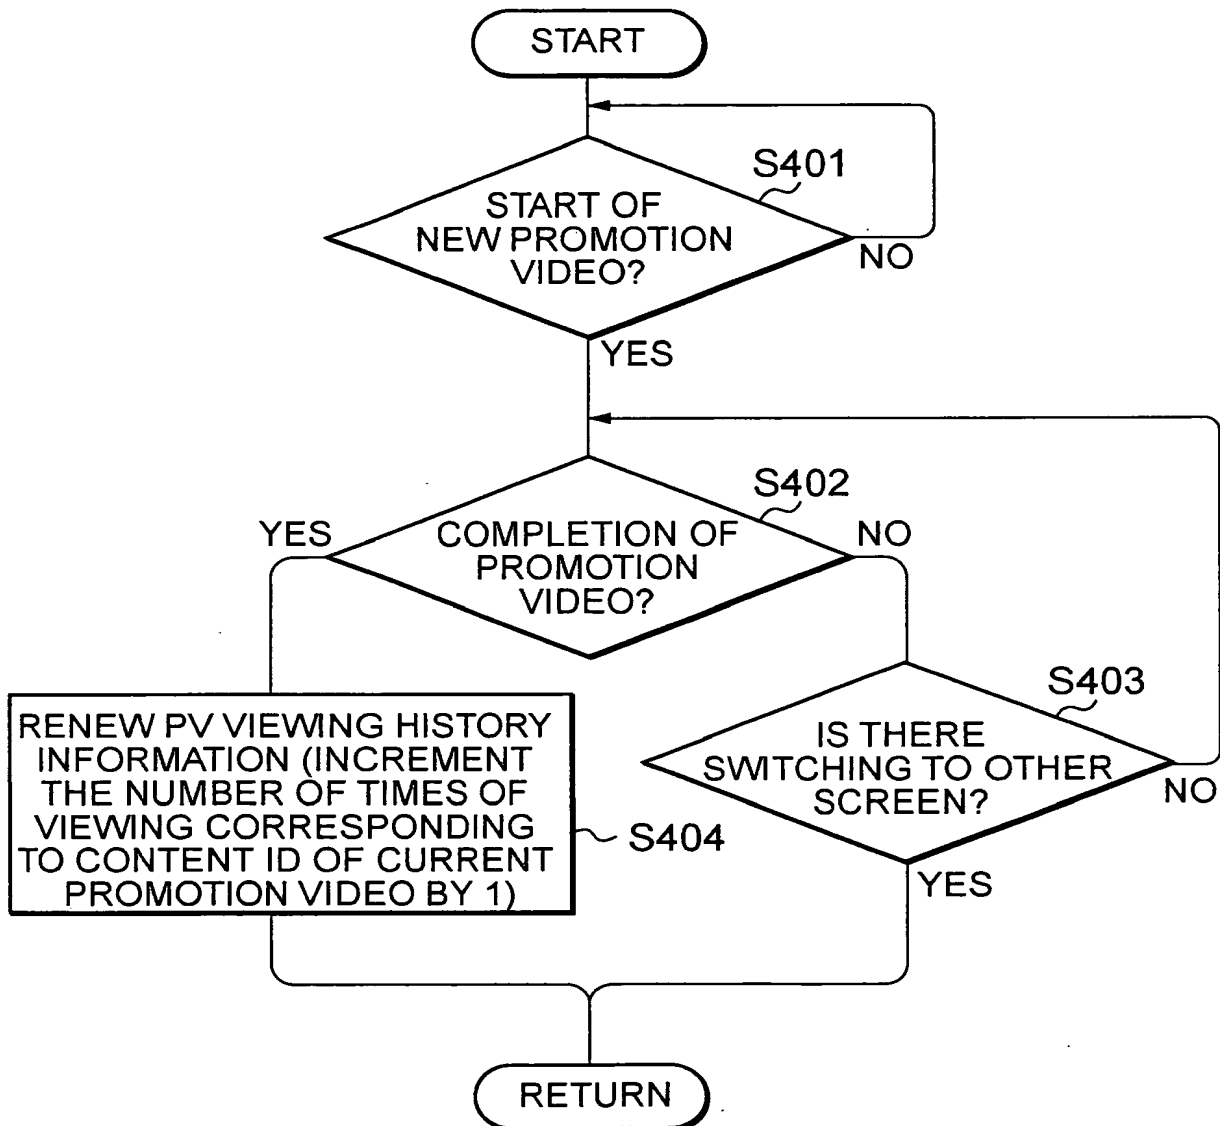 START
S401
START OF
NEW PROMOTION
VIDEO?
NO
YES
S402
YES
COMPLETION OF
PROMOTION
VIDEO?
NO
S403
IS THERE
SWITCHING TO OTHER
SCREEN?
NO
YES
RENEW PV VIEWING HISTORY
INFORMATION (INCREMENT
THE NUMBER OF TIMES OF
VIEWING CORRESPONDING
TO CONTENT ID OF CURRENT
PROMOTION VIDEO BY 1)
S404
RETURN